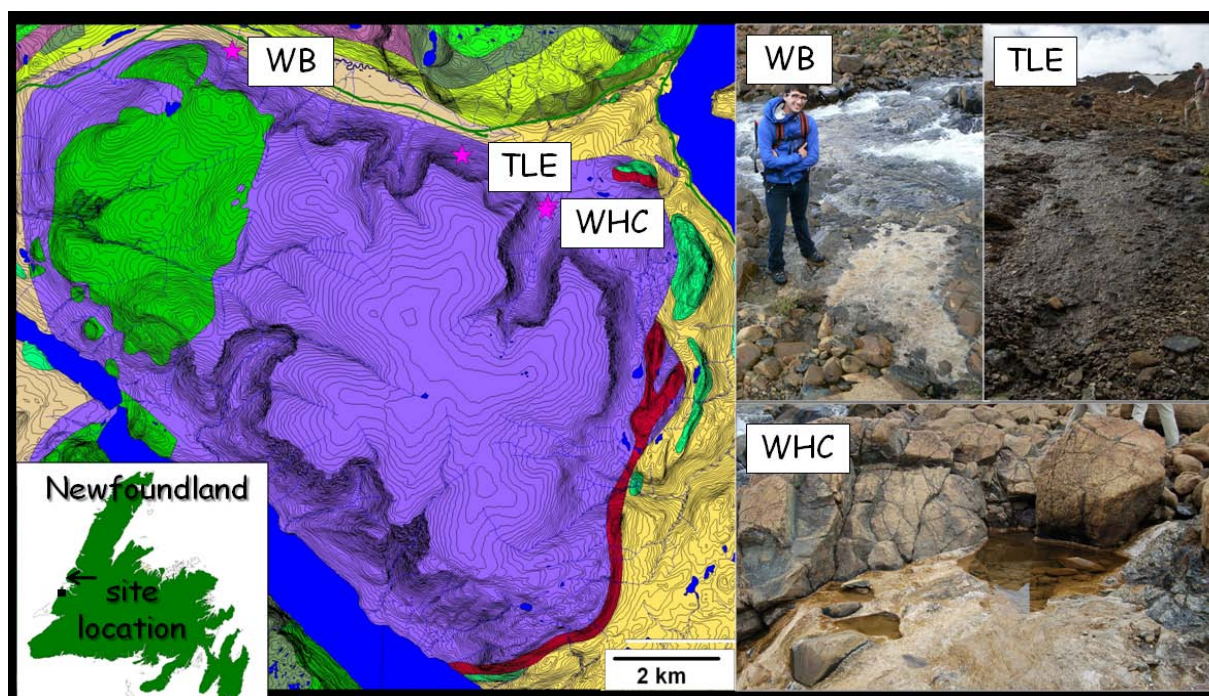 WB
TLE
WHC
Newfoundland
site
location
2 km
WB
TLE
WHC